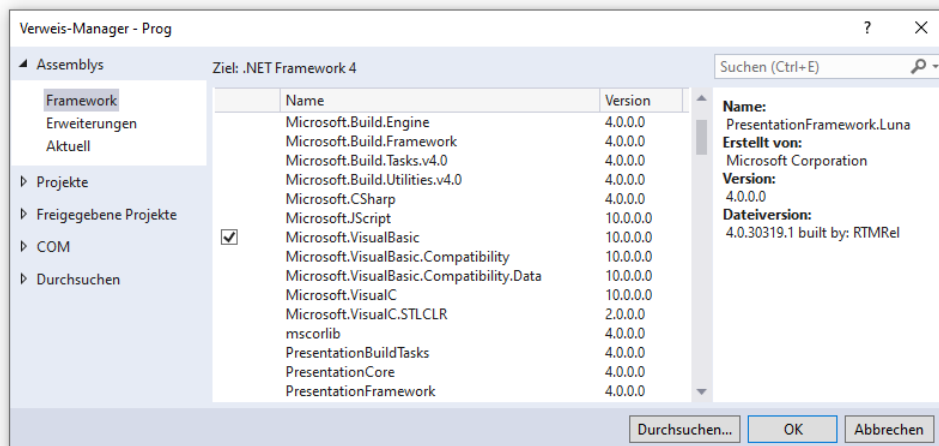 Verweis-Manager - Prog
Assemblys
Framework
Erweiterungen
Aktuell
Projekte
Freigegebene Projekte
COM
Durchsuchen
Ziel: .NET Framework 4
Name Version
Microsoft.Build.Engine 4.0.0.0
Microsoft.Build.Framework 4.0.0.0
Microsoft.Build.Tasks.v4.0 4.0.0.0
Microsoft.Build.Utilities.v4.0 4.0.0.0
Microsoft.CSharp 4.0.0.0
Microsoft.JScript 10.0.0.0
Microsoft.VisualBasic 10.0.0.0
Microsoft.VisualBasic.Compatibility 10.0.0.0
Microsoft.VisualBasic.Compatibility.Data 10.0.0.0
Microsoft.VisualC 10.0.0.0
Microsoft.VisualC.STLCLR 2.0.0.0
mscorlib 4.0.0.0
PresentationBuildTasks 4.0.0.0
PresentationCore 4.0.0.0
PresentationFramework 4.0.0.0
Suchen (Ctrl+E)
Name:
PresentationFramework.Luna
Erstellt von:
Microsoft Corporation
Version:
4.0.0.0
Dateiversion:
4.0.30319.1 built by: RTMRel
Durchsuchen... OK Abbrechen